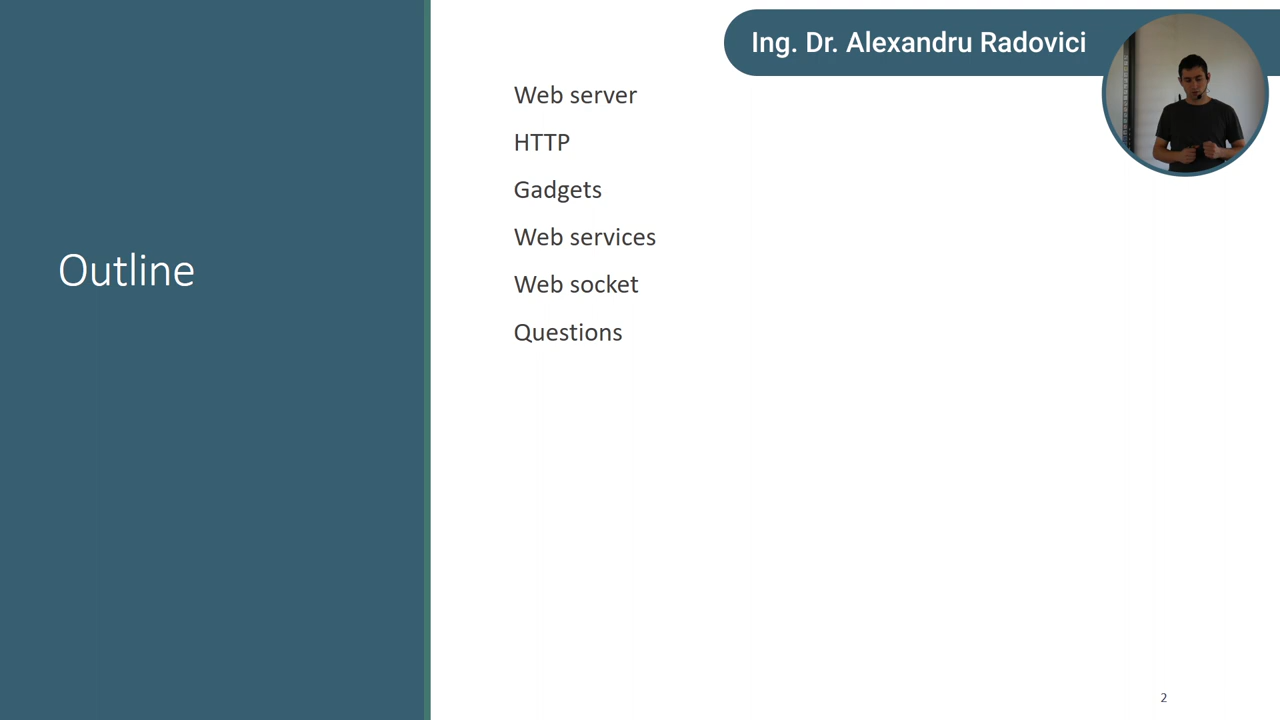 Ing. Dr. Alexandru Radovici
Outline
Web server
HTTP
Gadgets
Web services
Web socket
Questions
2